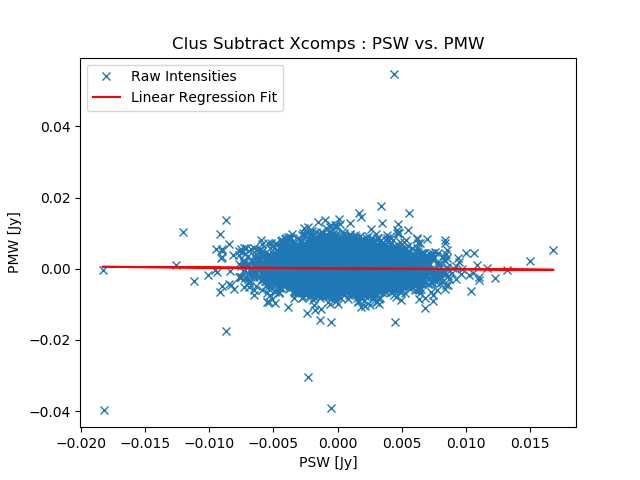 Clus Subtract Xcomps : PSW vs. PMW
Raw Intensities
Linear Regression Fit
PMW [Jy]
0.04
0.02
0.00
−0.02
−0.04
−0.020 −0.015 −0.010 −0.005 0.000 0.005 0.010 0.015
PSW [Jy]